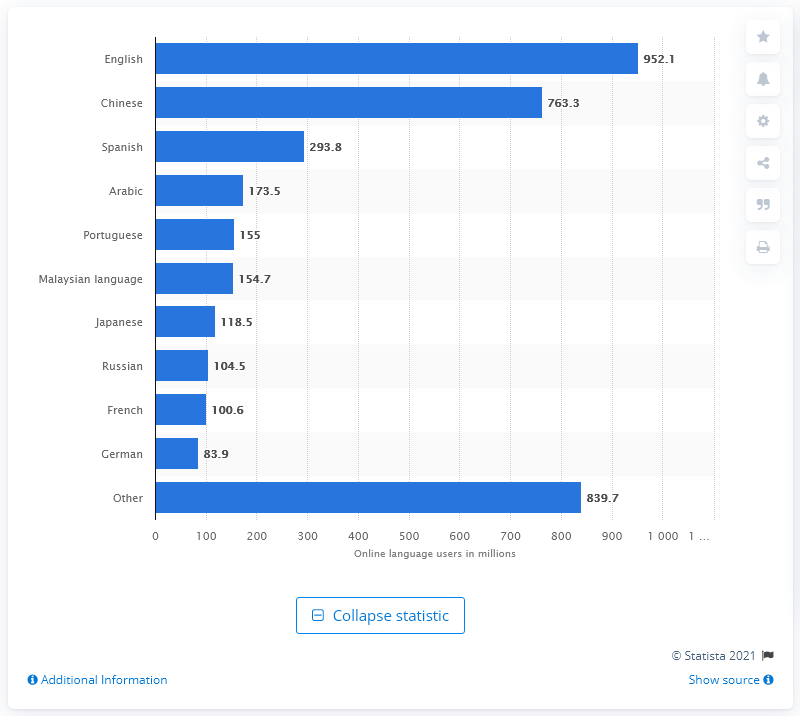 English 952.1
Chinese 763.3
Spanish 293.8
Arabic 173.5
Portuguese 155
Malaysian language 154.7
Japanese 118.5
Russian 104.5
French 100.6
German 83.9
Other 839.7
0 100 200 300 400 500 600 700 800 900 1 000 1 ...
Online language users in millions
Collapse statistic
© Statista 2021
Additional Information Show source